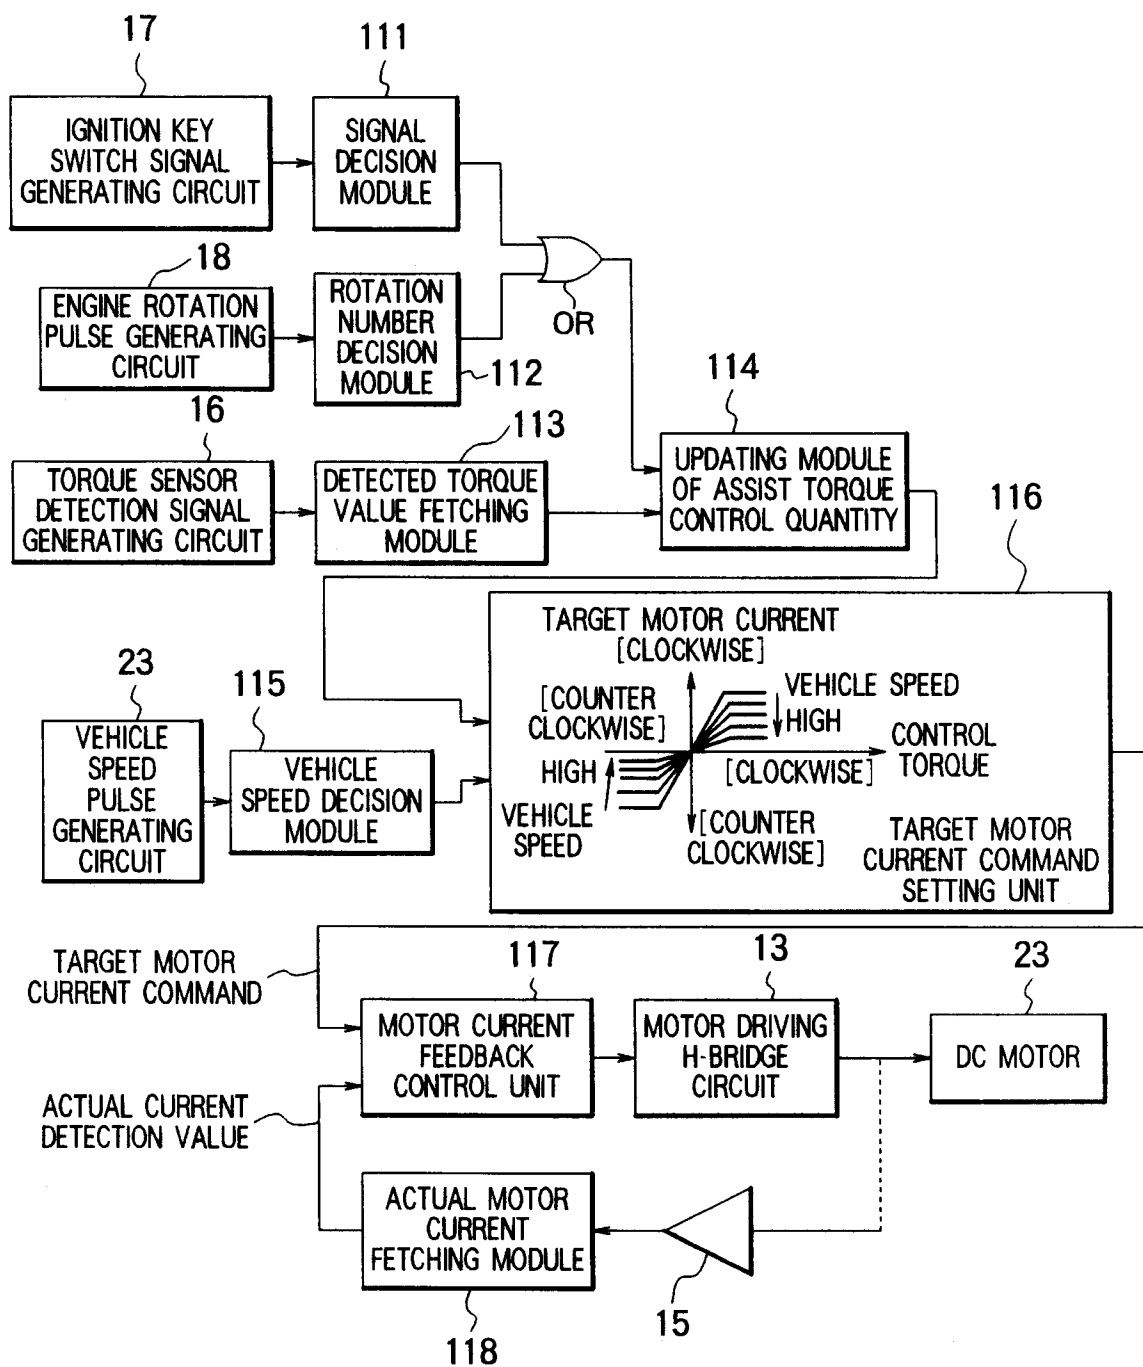 17
111
IGNITION KEY
SWITCH SIGNAL
GENERATING CIRCUIT
SIGNAL
DECISION
MODULE
18
ENGINE ROTATION
PULSE GENERATING
CIRCUIT
ROTATION
NUMBER
DECISION
MODULE
112
OR
16
113
114
TORQUE SENSOR
DETECTION SIGNAL
GENERATING CIRCUIT
DETECTED TORQUE
VALUE FETCHING
MODULE
UPDATING MODULE
OF ASSIST TORQUE
CONTROL QUANTITY
116
23
115
VEHICLE
SPEED
PULSE
GENERATING
CIRCUIT
VEHICLE
SPEED DECISION
MODULE
TARGET MOTOR CURRENT
[CLOCKWISE]
[COUNTER
CLOCKWISE]
VEHICLE SPEED
HIGH
CONTROL
TORQUE
[CLOCKWISE]
HIGH
VEHICLE
SPEED
[COUNTER
CLOCKWISE]
TARGET MOTOR
CURRENT COMMAND
SETTING UNIT
TARGET MOTOR
CURRENT COMMAND
117
13
23
MOTOR CURRENT
FEEDBACK
CONTROL UNIT
MOTOR DRIVING
H-BRIDGE
CIRCUIT
DC MOTOR
ACTUAL CURRENT
DETECTION VALUE
ACTUAL MOTOR
CURRENT
FETCHING MODULE
15
118